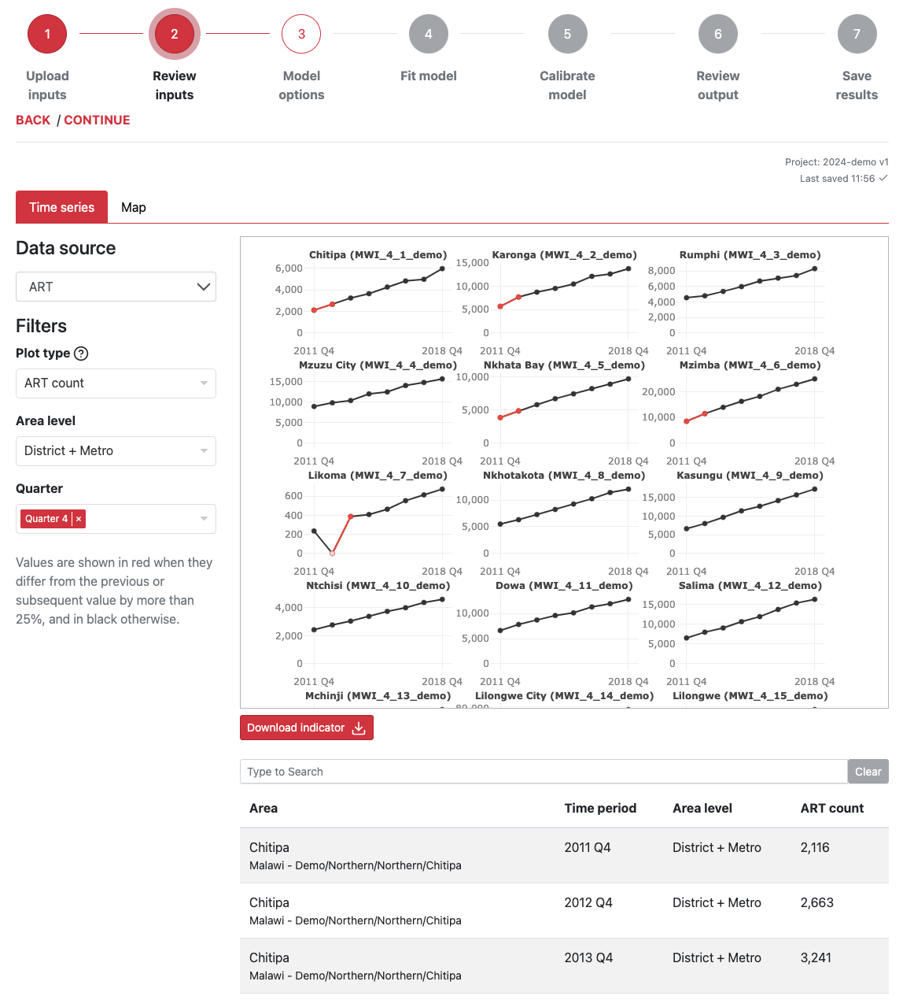 1 2 3 4 5 6 7
Upload inputs
Review inputs
Model options
Fit model
Calibrate model
Review output
Save results
BACK / CONTINUE
Project: 2024-demo v1
Last saved 11:56
Time series Map
Data source
ART
Filters
Plot type ?
ART count
Area level
District + Metro
Quarter
Quarter 4 ×
Values are shown in red when they
differ from the previous or
subsequent value by more than
25%, and in black otherwise.
Chitipa (MWI_4_1_demo)
6,000
4,000
2,000
0
2011 Q4 2018 Q4
Karonga (MWI_4_2_demo)
15,000
10,000
5,000
0
2011 Q4 2018 Q4
Rumphi (MWI_4_3_demo)
8,000
6,000
4,000
2,000
0
2011 Q4 2018 Q4
Mzuzu City (MWI_4_4_demo)
15,000
10,000
5,000
0
2011 Q4 2018 Q4
Nkhata Bay (MWI_4_5_demo)
10,000
5,000
0
2011 Q4 2018 Q4
Mzimba (MWI_4_6_demo)
20,000
10,000
0
2011 Q4 2018 Q4
Likoma (MWI_4_7_demo)
600
400
200
0
2011 Q4 2018 Q4
Nkhotakota (MWI_4_8_demo)
10,000
5,000
0
2011 Q4 2018 Q4
Kasungu (MWI_4_9_demo)
15,000
10,000
5,000
0
2011 Q4 2018 Q4
Ntchisi (MWI_4_10_demo)
4,000
2,000
0
2011 Q4 2018 Q4
Dowa (MWI_4_11_demo)
10,000
5,000
0
2011 Q4 2018 Q4
Salima (MWI_4_12_demo)
15,000
10,000
5,000
0
2011 Q4 2018 Q4
Mchinji (MWI_4_13_demo)
Lilongwe City (MWI_4_14_demo)
Lilongwe (MWI_4_15_demo)
Download indicator
Type to Search Clear
Area Time period Area level ART count
Chitipa 2011 Q4 District + Metro 2,116
Malawi - Demo/Northern/Northern/Chitipa
Chitipa 2012 Q4 District + Metro 2,663
Malawi - Demo/Northern/Northern/Chitipa
Chitipa 2013 Q4 District + Metro 3,241
Malawi - Demo/Northern/Northern/Chitipa